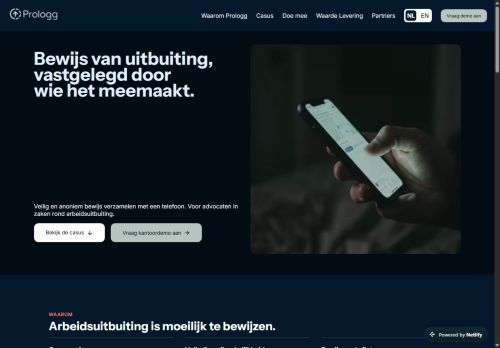 Prologg
Waarom Prologg
Casus
Doe mee
Waarde Levering
Partners
NL
EN
Vraag demo aan
Bewijs van uitbuiting,
vastgelegd door
wie het meemaakt.
Veilig en anoniem bewijs verzamelen met een telefoon. Voor advocaten in
zaken rond arbeidsuitbuiting.
Bekijk de casus ↓
Vraag kantoordemo aan →
WAAROM
Arbeidsuitbuiting is moeilijk te bewijzen.
Powered by Netlify